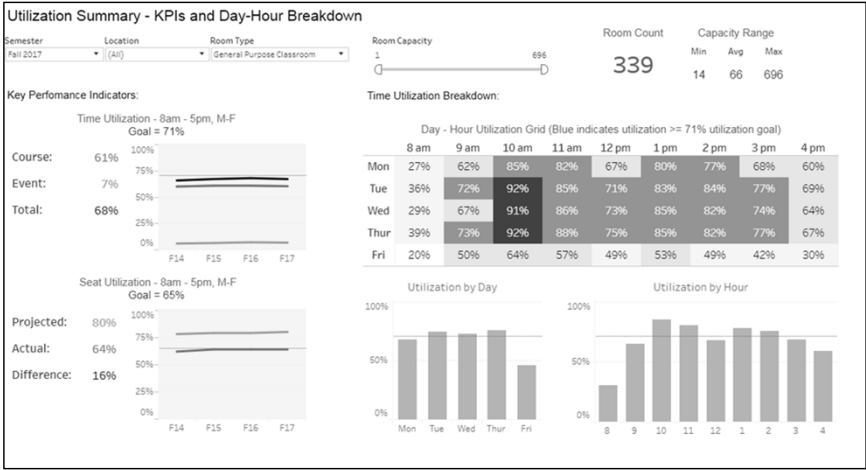 Utilization Summary - KPIs and Day-Hour Breakdown
Semester Location Room Type
Fall 2017 (All) General Purpose Classroom
Room Capacity
1 696
Room Count
339
Capacity Range
Min Avg Max
14 66 696
Key Perfomance Indicators:
Time Utilization - 8am - 5pm, M-F
Goal = 71%
Course: 61%
Event: 7%
Total: 68%
100%
75%
50%
25%
0%
F14 F15 F16 F17
Seat Utilization - 8am - 5pm, M-F
Goal = 65%
Projected: 80%
Actual: 64%
Difference: 16%
100%
75%
50%
25%
0%
F14 F15 F16 F17
Time Utilization Breakdown:
Day - Hour Utilization Grid (Blue indicates utilization >= 71% utilization goal)
8 am 9 am 10 am 11 am 12 pm 1 pm 2 pm 3 pm 4 pm
Mon 27% 62% 85% 82% 67% 80% 77% 68% 60%
Tue 36% 72% 92% 85% 71% 83% 84% 77% 69%
Wed 29% 67% 91% 86% 73% 85% 82% 74% 64%
Thur 39% 73% 92% 88% 75% 85% 82% 77% 67%
Fri 20% 50% 64% 57% 49% 53% 49% 42% 30%
Utilization by Day
100%
50%
0%
Mon Tue Wed Thur Fri
Utilization by Hour
100%
50%
0%
8 9 10 11 12 1 2 3 4